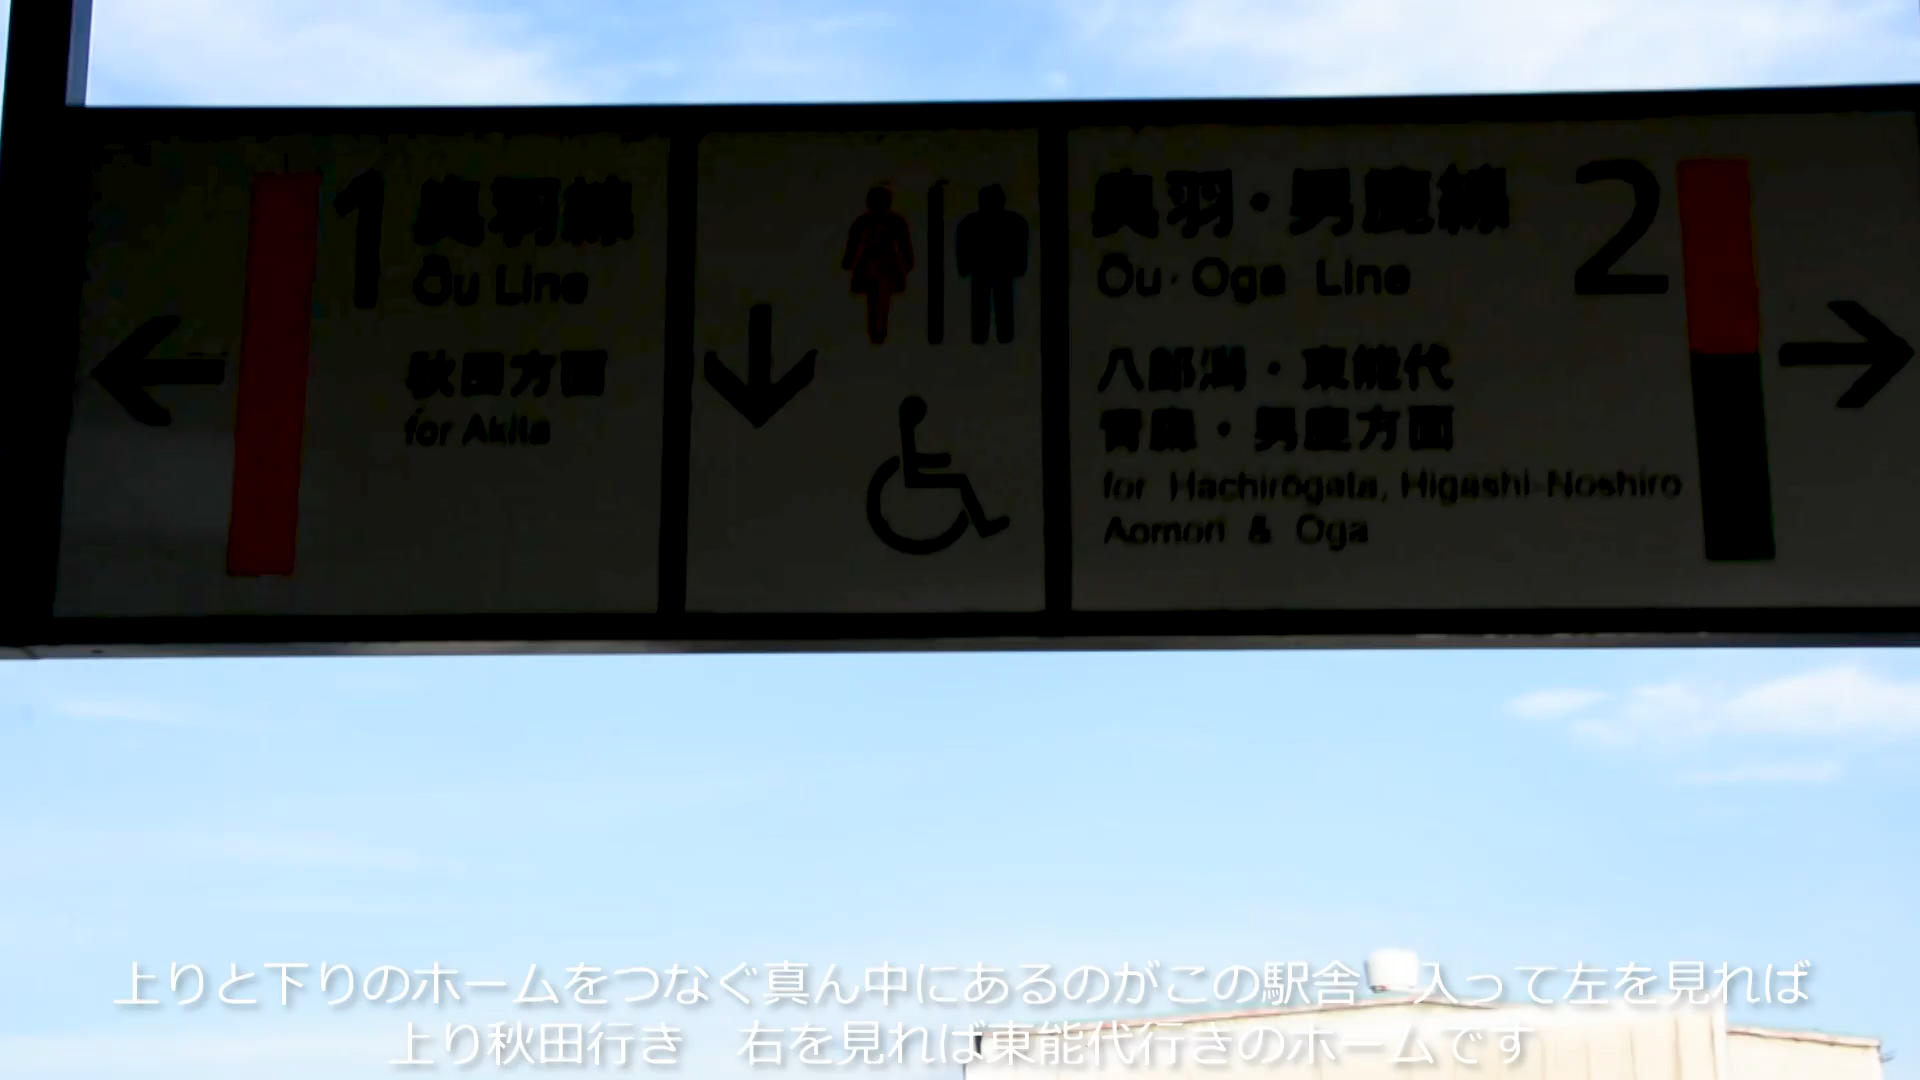 1
奥羽線
Ōu Line
秋田方面
for Akita
奥羽・男鹿線
Ōu・Oga Line
2
八郎潟・東能代
青森・男鹿方面
for Hachirōgata, Higashi-Noshiro
Aomori & Oga
上りと下りのホームをつなぐ真ん中にあるのがこの駅舎　入って左を見れば
上り秋田行き　右を見れば東能代行きのホームです